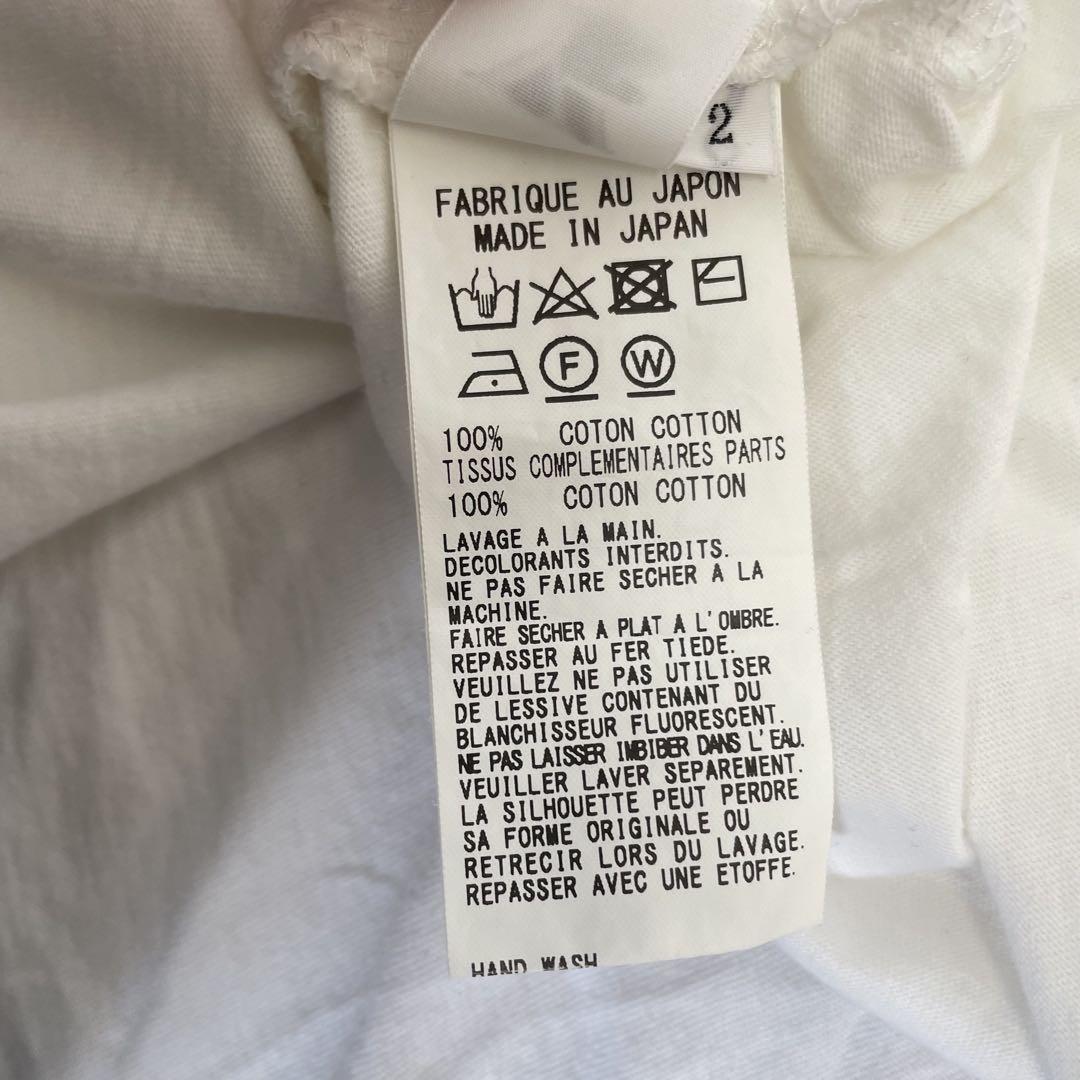 2
FABRIQUE AU JAPON
MADE IN JAPAN
F W
100% COTON COTTON
TISSUS COMPLEMENTAIRES PARTS
100% COTON COTTON
LAVAGE A LA MAIN.
DECOLORANTS INTERDITS.
NE PAS FAIRE SECHER A LA
MACHINE.
FAIRE SECHER A PLAT A L'OMBRE.
REPASSER AU FER TIEDE.
VEUILLEZ NE PAS UTILISER
DE LESSIVE CONTENANT DU
BLANCHISSEUR FLUORESCENT.
NE PAS LAISSER IMBIBER DANS L'EAU.
VEUILLER LAVER SEPAREMENT.
LA SILHOUETTE PEUT PERDRE
SA FORME ORIGINALE OU
RETRECIR LORS DU LAVAGE.
REPASSER AVEC UNE ETOFFE.
HAND WASH